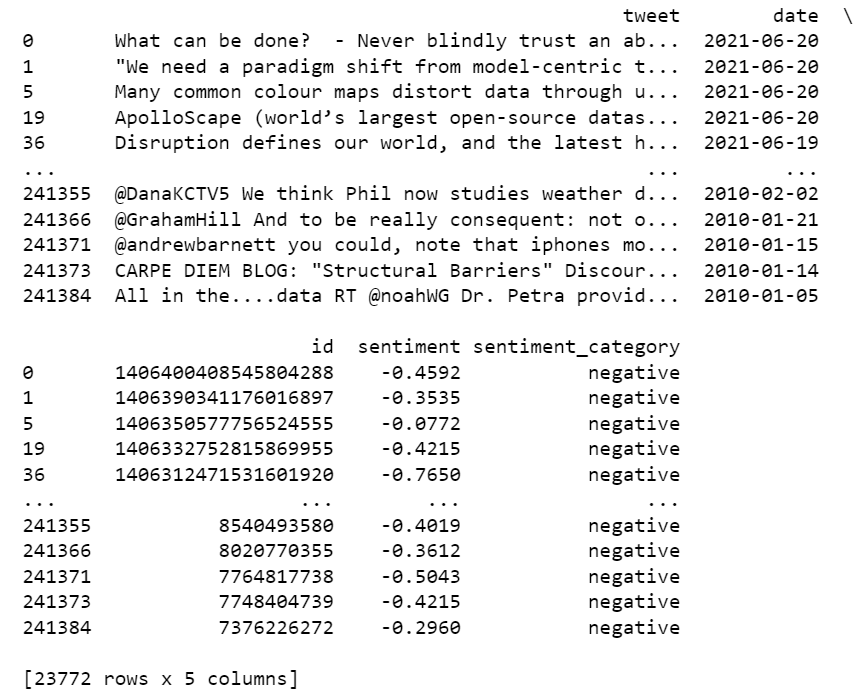 tweet date \
0 What can be done?  - Never blindly trust an ab... 2021-06-20
1 "We need a paradigm shift from model-centric t... 2021-06-20
5 Many common colour maps distort data through u... 2021-06-20
19 ApolloScape (world’s largest open-source datas... 2021-06-20
36 Disruption defines our world, and the latest h... 2021-06-19
... ... ...
241355 @DanaKCTV5 We think Phil now studies weather d... 2010-02-02
241366 @GrahamHill And to be really consequent: not o... 2010-01-21
241371 @andrewbarnett you could, note that iphones mo... 2010-01-15
241373 CARPE DIEM BLOG: "Structural Barriers" Discour... 2010-01-14
241384 All in the....data RT @noahWG Dr. Petra provid... 2010-01-05
id sentiment sentiment_category
0 1406400408545804288 -0.4592 negative
1 1406390341176016897 -0.3535 negative
5 1406350577756524555 -0.0772 negative
19 1406332752815869955 -0.4215 negative
36 1406312471531601920 -0.7650 negative
... ... ... ...
241355 8540493580 -0.4019 negative
241366 8020770355 -0.3612 negative
241371 7764817738 -0.5043 negative
241373 7748404739 -0.4215 negative
241384 7376226272 -0.2960 negative
[23772 rows x 5 columns]